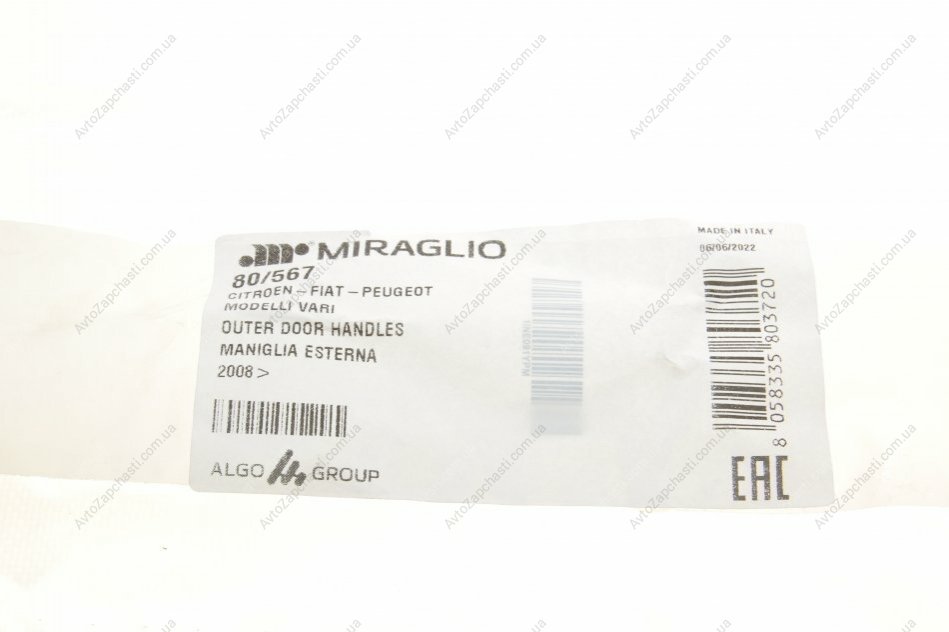 MIRAGLIO
80/567
CITROEN - FIAT - PEUGEOT
MODELLI VARI
OUTER DOOR HANDLES
MANIGLIA ESTERNA
2008 >
ALGO GROUP
MADE IN ITALY
06/06/2022
8 058335 803720
EAC
AvtoZapchasti.com.ua